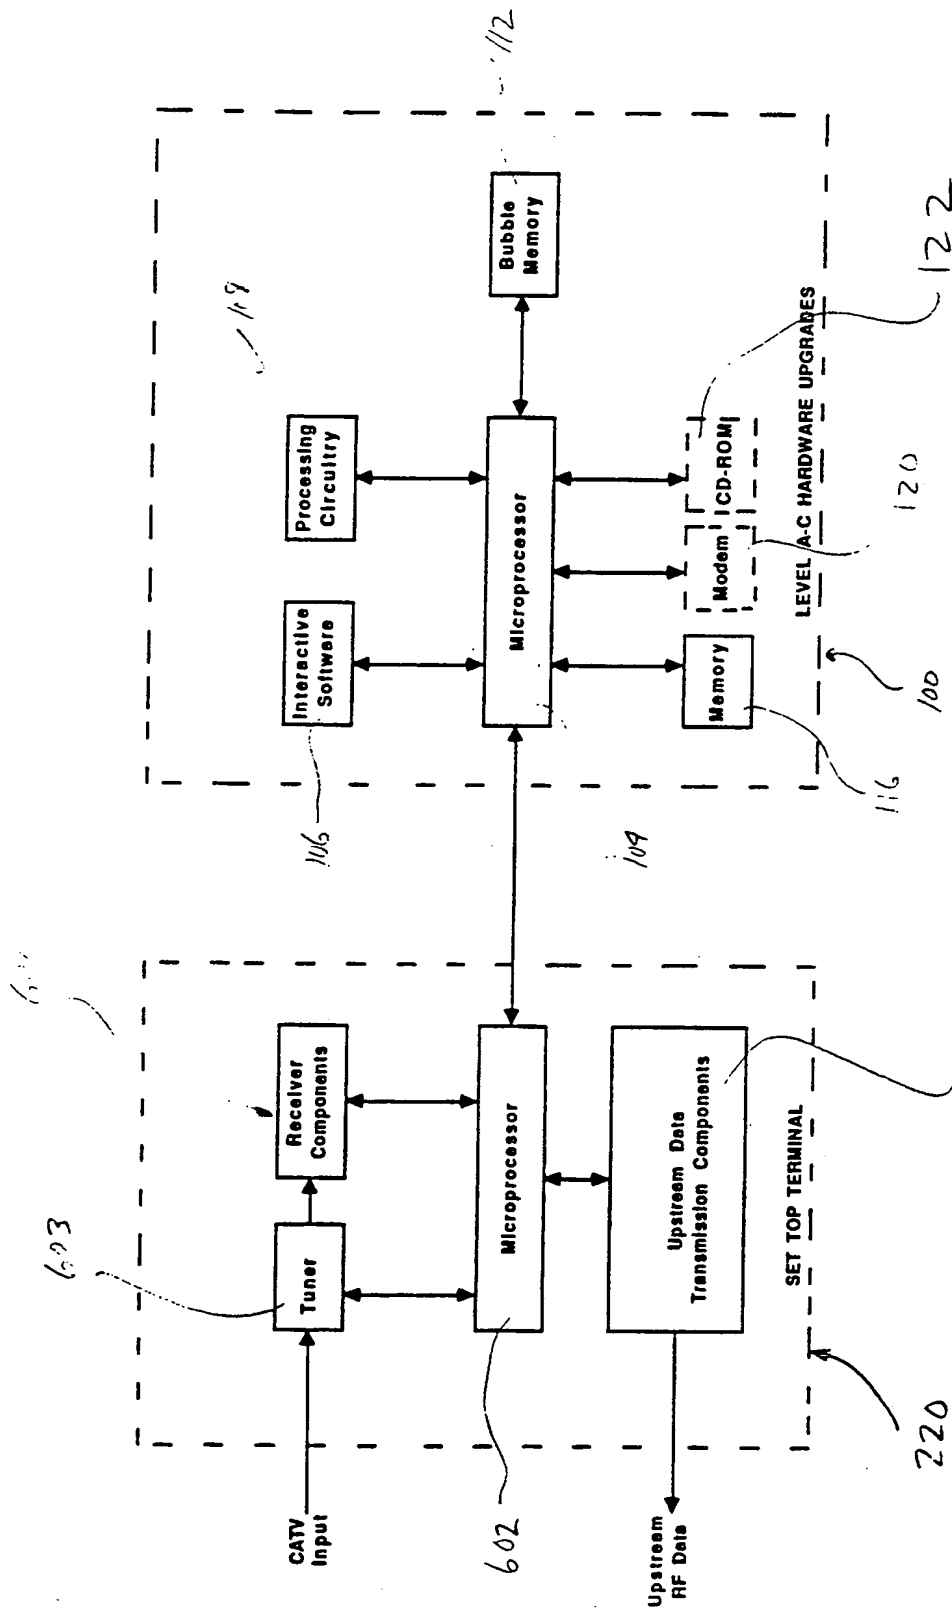 CATV
Input
Tuner
Receiver
Components
Microprocessor
Upstream Data
Transmission Components
Upstream
RF Data
SET TOP TERMINAL
603
602
220
Interactive
Software
Processing
Circuitry
Microprocessor
Bubble
Memory
Memory
Modem
CD-ROM
LEVEL A-C HARDWARE UPGRADES
106
112
116
120
122
100